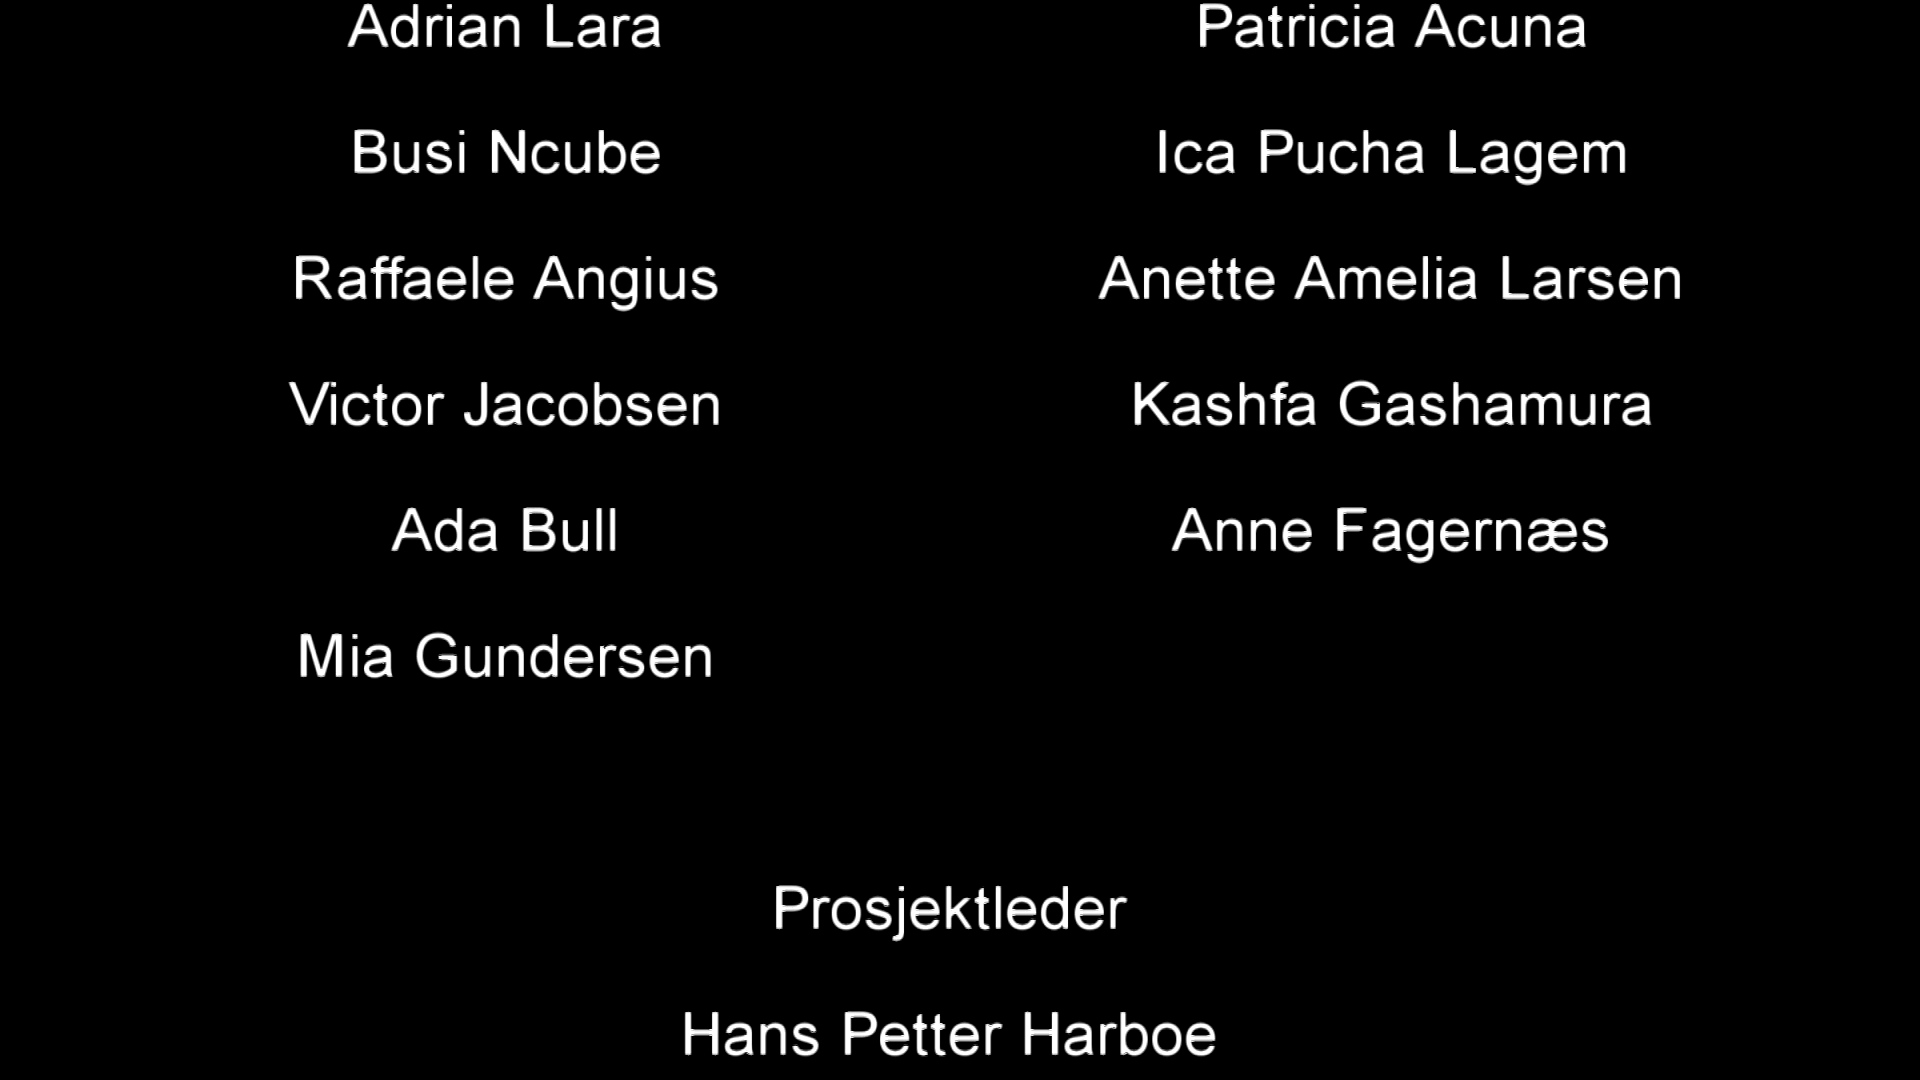 Adrian Lara
Patricia Acuna
Busi Ncube
Ica Pucha Lagem
Raffaele Angius
Anette Amelia Larsen
Victor Jacobsen
Kashfa Gashamura
Ada Bull
Anne Fagernæs
Mia Gundersen
Prosjektleder
Hans Petter Harboe